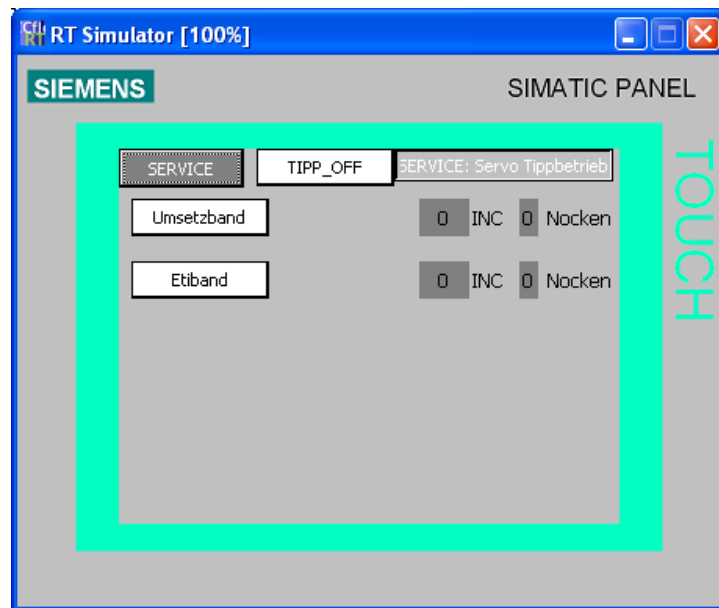 RT Simulator [100%]
SIEMENS
SIMATIC PANEL
TOUCH
SERVICE
TIPP_OFF
SERVICE: Servo Tippbetrieb
Umsetzband
0 INC 0 Nocken
Etiband
0 INC 0 Nocken